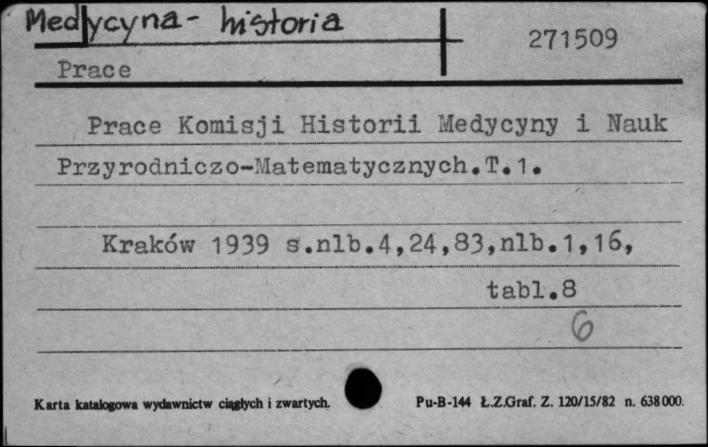 Medycyna - historia
271509
Prace
Prace Komisji Historii Medycyny i Nauk
Przyrodniczo-Matematycznych.T.1.
Kraków 1939 s.nlb.4,24,83,nlb.1,16,
tabl.8
6
Karta katalogowa wydawnictw ciągłych i zwartych.
Pu-B-144 Ł.Z.Graf. Z. 120/15/82 n. 638000.